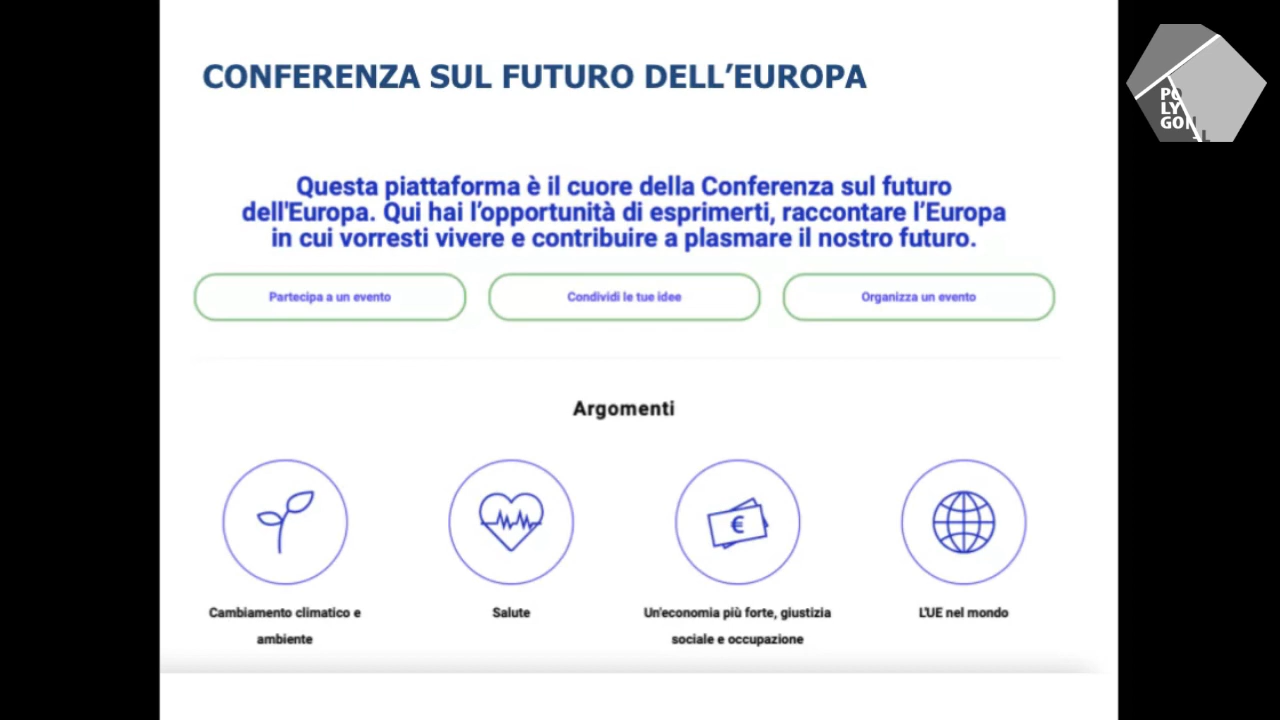 CONFERENZA SUL FUTURO DELL’EUROPA
PO
LY
GON
AL
Questa piattaforma è il cuore della Conferenza sul futuro
dell'Europa. Qui hai l’opportunità di esprimerti, raccontare l’Europa
in cui vorresti vivere e contribuire a plasmare il nostro futuro.
Partecipa a un evento
Condividi le tue idee
Organizza un evento
Argomenti
€
Cambiamento climatico e
ambiente
Salute
Un'economia più forte, giustizia
sociale e occupazione
L'UE nel mondo